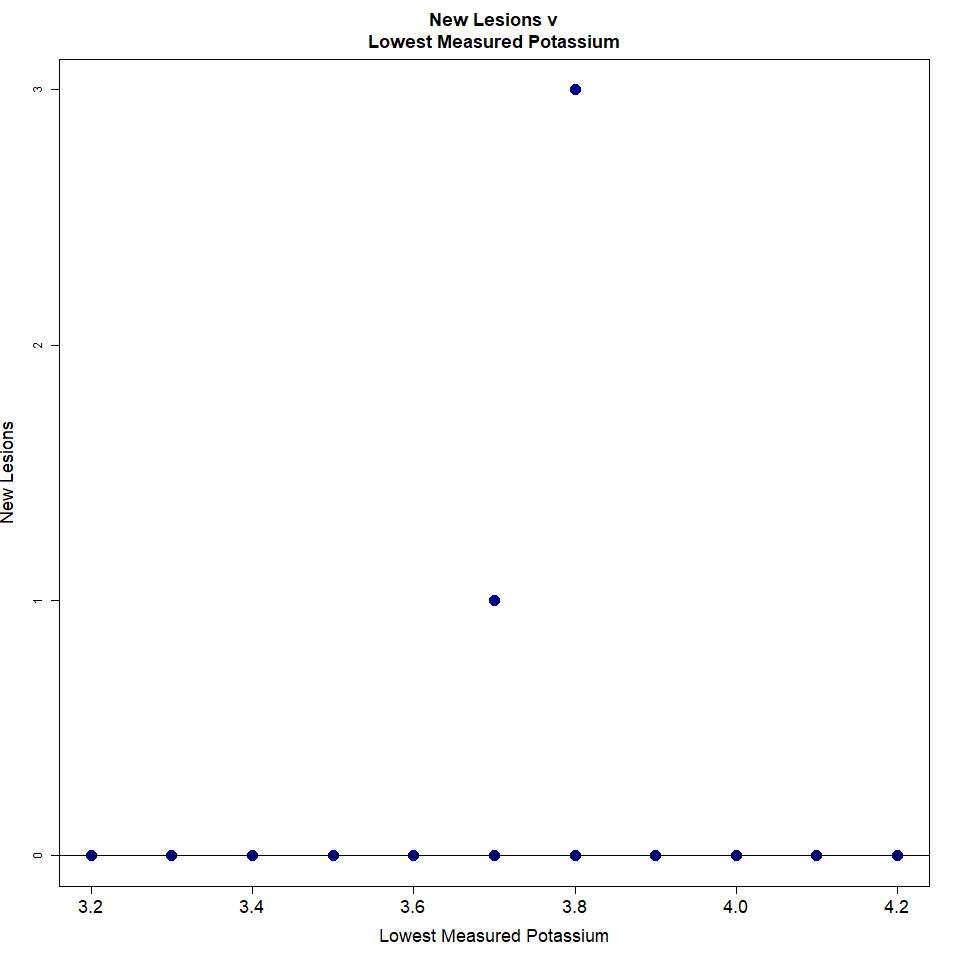 New Lesions v
Lowest Measured Potassium
3
2
1
0
New Lesions
3.2 3.4 3.6 3.8 4.0 4.2
Lowest Measured Potassium